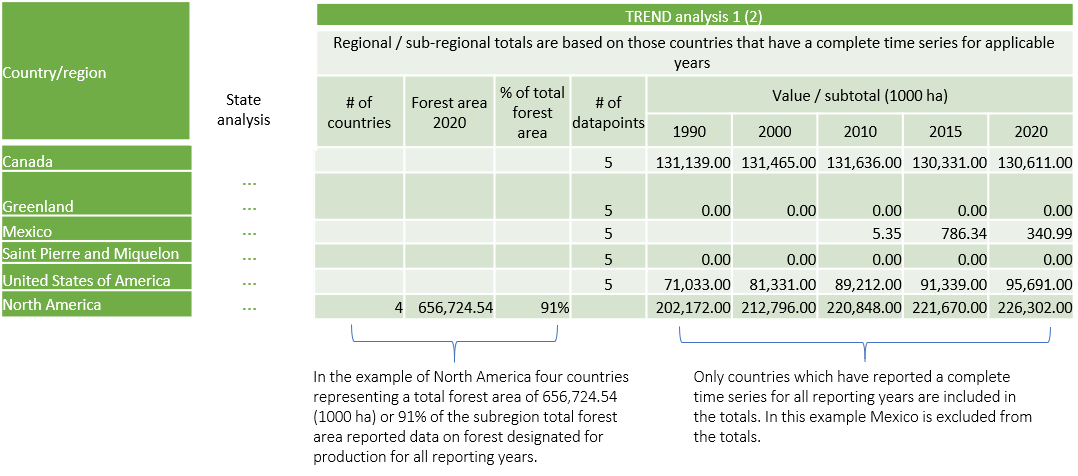 TREND analysis 1 (2)
Regional / sub-regional totals are based on those countries that have a complete time series for applicable
years
Country/region
State
analysis
# of
countries
Forest area
2020
% of total
forest
area
# of
datapoints
Value / subtotal (1000 ha)
1990 2000 2010 2015 2020
Canada 5 131,139.00 131,465.00 131,636.00 130,331.00 130,611.00
...
Greenland ... 5 0.00 0.00 0.00 0.00 0.00
Mexico ... 5 5.35 786.34 340.99
Saint Pierre and Miquelon ... 5 0.00 0.00 0.00 0.00 0.00
United States of America ... 5 71,033.00 81,331.00 89,212.00 91,339.00 95,691.00
North America ... 4 656,724.54 91% 202,172.00 212,796.00 220,848.00 221,670.00 226,302.00
In the example of North America four countries
representing a total forest area of 656,724.54
(1000 ha) or 91% of the subregion total forest
area reported data on forest designated for
production for all reporting years.
Only countries which have reported a complete
time series for all reporting years are included in
the totals. In this example Mexico is excluded from
the totals.